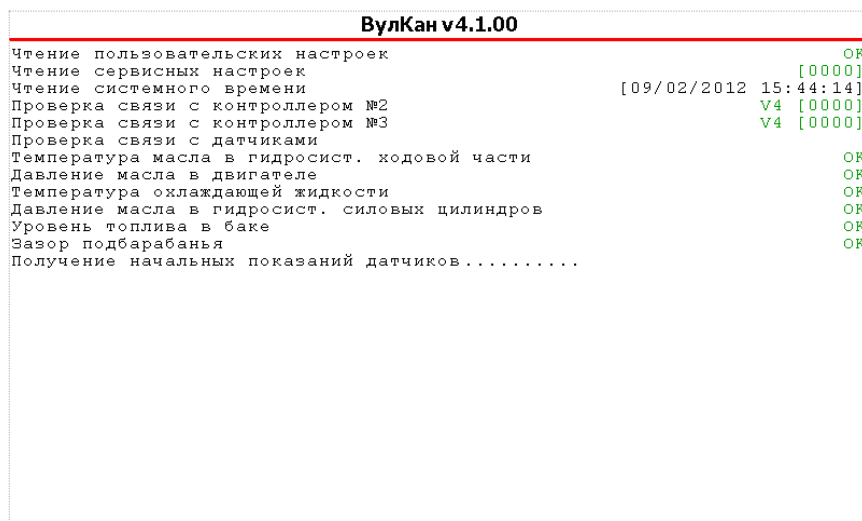 ВулКан v4.1.00
Чтение пользовательских настроек OK
Чтение сервисных настроек [0000]
Чтение системного времени [09/02/2012 15:44:14]
Проверка связи с контроллером №2 V4 [0000]
Проверка связи с контроллером №3 V4 [0000]
Проверка связи с датчиками
Температура масла в гидросист. ходовой части OK
Давление масла в двигателе OK
Температура охлаждающей жидкости OK
Давление масла в гидросист. силовых цилиндров OK
Уровень топлива в баке OK
Зазор подбарабанья OK
Получение начальных показаний датчиков..........